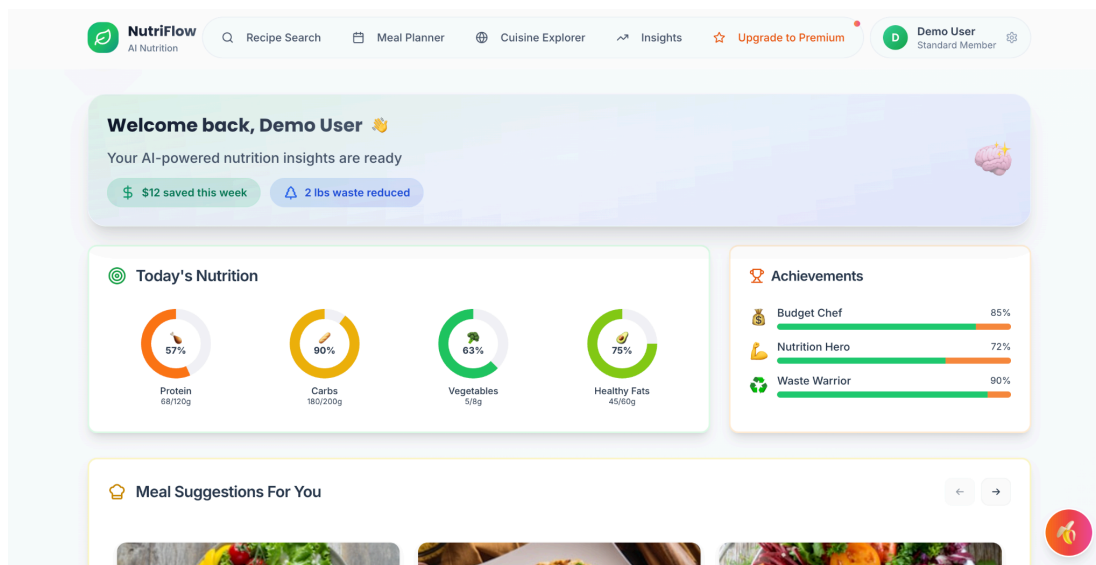 NutriFlow
AI Nutrition
Recipe Search
Meal Planner
Cuisine Explorer
Insights
Upgrade to Premium
D
Demo User
Standard Member
Welcome back, Demo User 👋
Your AI-powered nutrition insights are ready
$12 saved this week
2 lbs waste reduced
Today's Nutrition
57%
Protein
68/120g
90%
Carbs
180/200g
63%
Vegetables
5/8g
75%
Healthy Fats
45/60g
Achievements
Budget Chef 85%
Nutrition Hero 72%
Waste Warrior 90%
Meal Suggestions For You